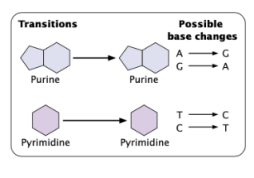 Transitions
Possible
base changes
A → G
G → A
Purine Purine
T → C
C → T
Pyrimidine Pyrimidine